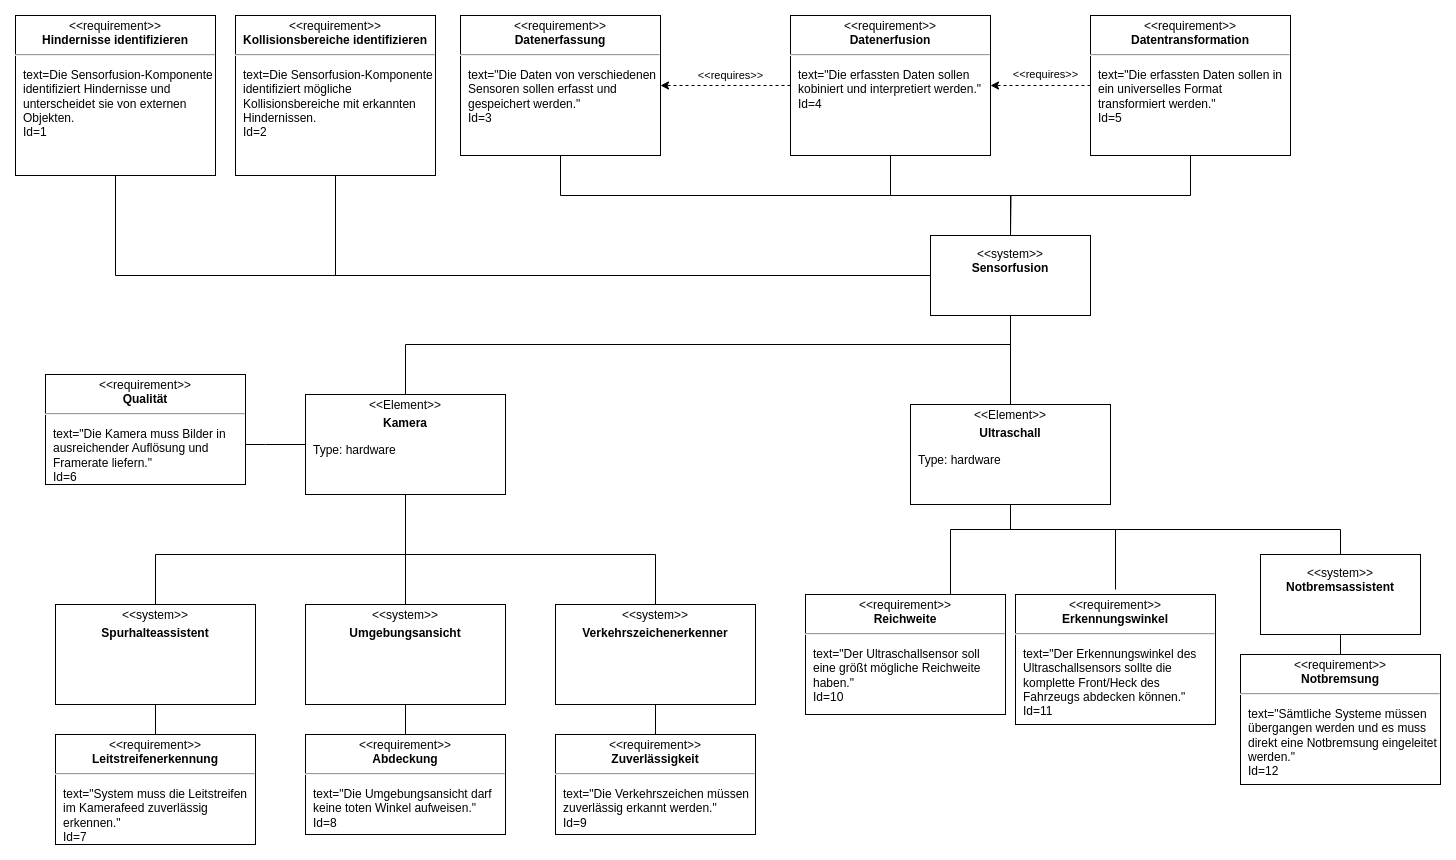 <<requirement>>
Hindernisse identifizieren
text=Die Sensorfusion-Komponente
identifiziert Hindernisse und
unterscheidet sie von externen
Objekten.
Id=1
<<requirement>>
Kollisionsbereiche identifizieren
text=Die Sensorfusion-Komponente
identifiziert mögliche
Kollisionsbereiche mit erkannten
Hindernissen.
Id=2
<<requirement>>
Datenerfassung
text="Die Daten von verschiedenen
Sensoren sollen erfasst und
gespeichert werden."
Id=3
<<requires>>
<<requirement>>
Datenerfusion
text="Die erfassten Daten sollen
kobiniert und interpretiert werden."
Id=4
<<requires>>
<<requirement>>
Datentransformation
text="Die erfassten Daten sollen in
ein universelles Format
transformiert werden."
Id=5
<<system>>
Sensorfusion
<<requirement>>
Qualität
text="Die Kamera muss Bilder in
ausreichender Auflösung und
Framerate liefern."
Id=6
<<Element>>
Kamera
Type: hardware
<<Element>>
Ultraschall
Type: hardware
<<system>>
Spurhalteassistent
<<system>>
Umgebungsansicht
<<system>>
Verkehrszeichenerkenner
<<requirement>>
Reichweite
text="Der Ultraschallsensor soll
eine größt mögliche Reichweite
haben."
Id=10
<<requirement>>
Erkennungswinkel
text="Der Erkennungswinkel des
Ultraschallsensors sollte die
komplette Front/Heck des
Fahrzeugs abdecken können."
Id=11
<<system>>
Notbremsassistent
<<requirement>>
Notbremsung
text="Sämtliche Systeme müssen
übergangen werden und es muss
direkt eine Notbremsung eingeleitet
werden."
Id=12
<<requirement>>
Leitstreifenerkennung
text="System muss die Leitstreifen
im Kamerafeed zuverlässig
erkennen."
Id=7
<<requirement>>
Abdeckung
text="Die Umgebungsansicht darf
keine toten Winkel aufweisen."
Id=8
<<requirement>>
Zuverlässigkeit
text="Die Verkehrszeichen müssen
zuverlässig erkannt werden."
Id=9